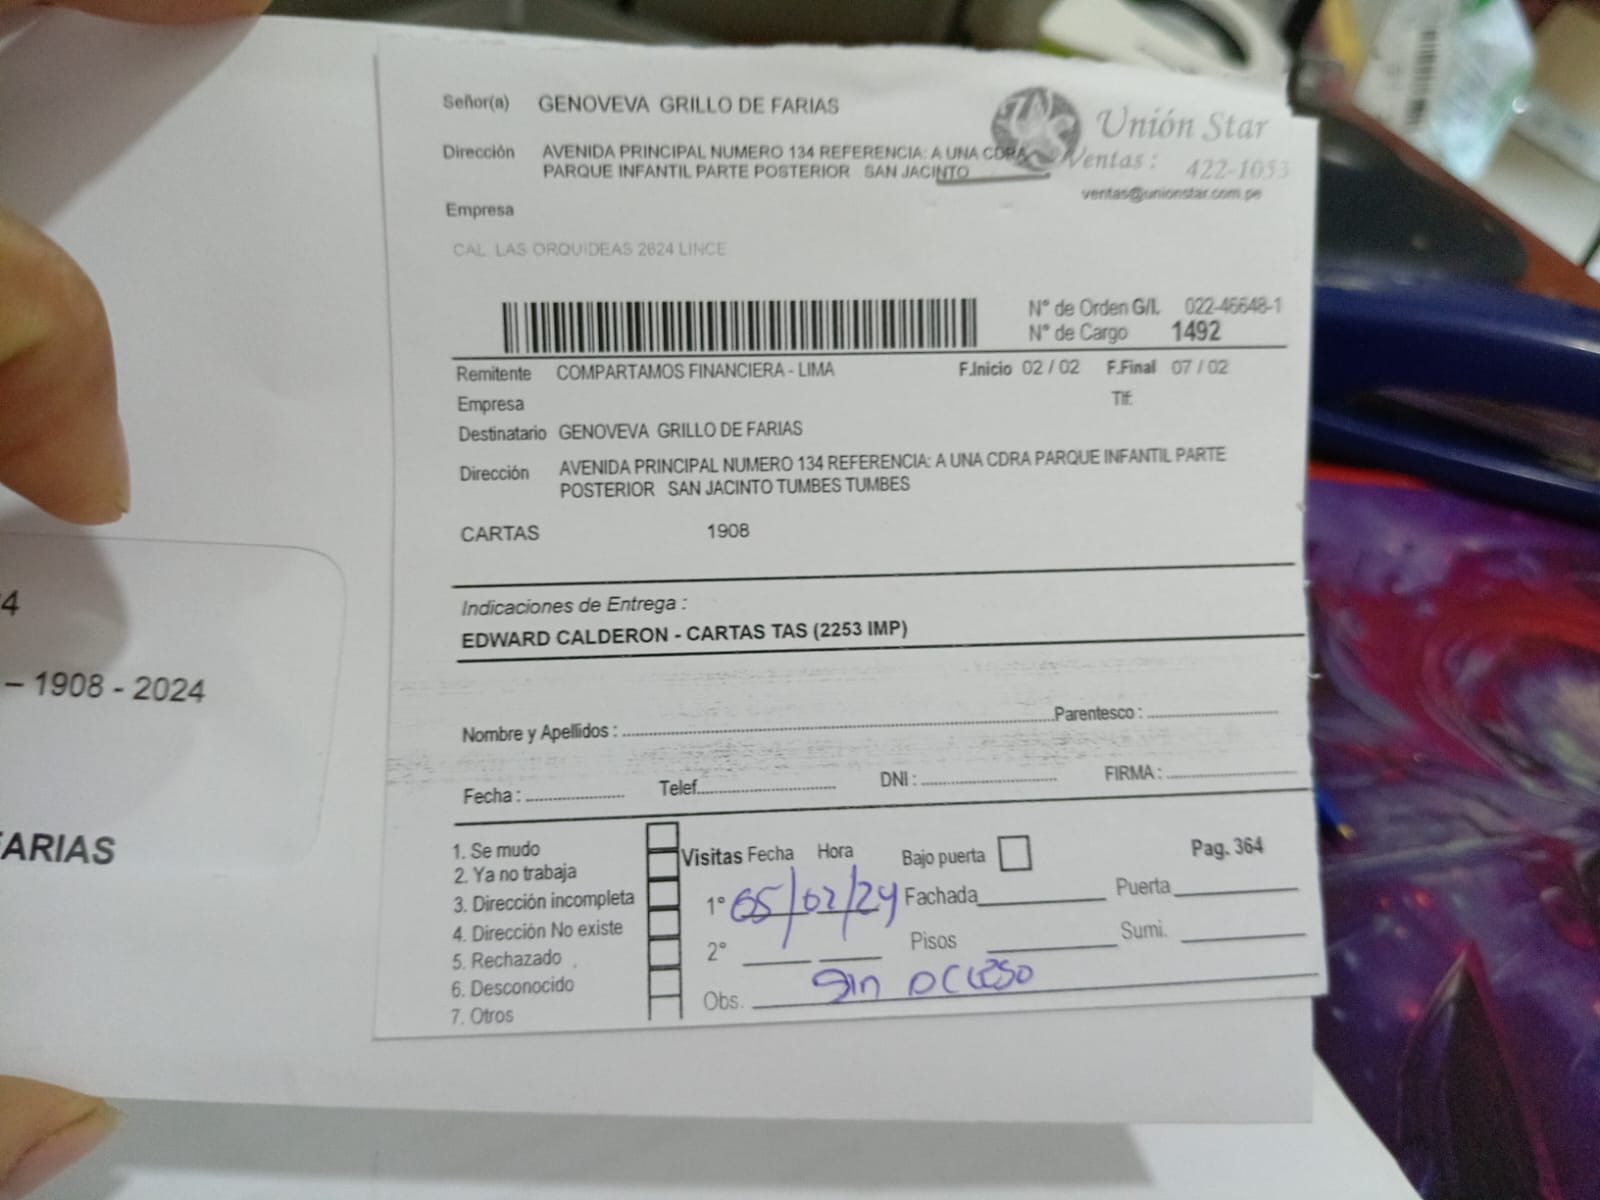 Señor(a) GENOVEVA GRILLO DE FARIAS
Unión Star
Dirección AVENIDA PRINCIPAL NUMERO 134 REFERENCIA: A UNA CDRA
PARQUE INFANTIL PARTE POSTERIOR SAN JACINTO
Ventas : 422-1053
ventas@unionstar.com.pe
Empresa
CAL. LAS ORQUIDEAS 2624 LINCE
N° de Orden G/I. 022-46648-1
N° de Cargo 1492
Remitente COMPARTAMOS FINANCIERA - LIMA F.Inicio 02 / 02 F.Final 07 / 02
Empresa Tlf.
Destinatario GENOVEVA GRILLO DE FARIAS
Dirección AVENIDA PRINCIPAL NUMERO 134 REFERENCIA: A UNA CDRA PARQUE INFANTIL PARTE
POSTERIOR SAN JACINTO TUMBES TUMBES
CARTAS 1908
Indicaciones de Entrega :
EDWARD CALDERON - CARTAS TAS (2253 IMP)
Nombre y Apellidos : Parentesco :
Fecha : Telef. DNI : FIRMA :
1. Se mudo
2. Ya no trabaja
3. Dirección incompleta
4. Dirección No existe
5. Rechazado
6. Desconocido
7. Otros
Visitas Fecha Hora Bajo puerta Pag. 364
1° 05/02/24 Fachada Puerta
2° Pisos Sumi.
Obs. Sin acceso
4
– 1908 - 2024
FARIAS